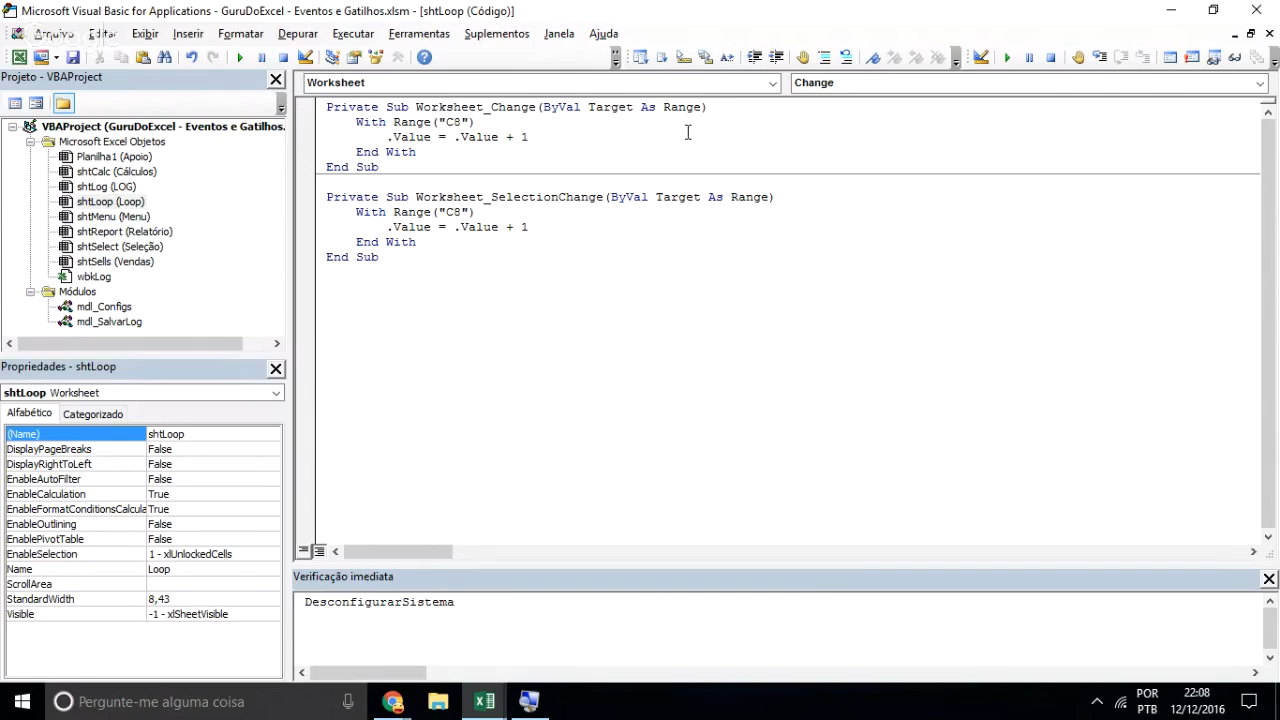 Microsoft Visual Basic for Applications - GuruDoExcel - Eventos e Gatilhos.xlsm - [shtLoop (Código)]
Arquivo Editar Exibir Inserir Formatar Depurar Executar Ferramentas Suplementos Janela Ajuda
Projeto - VBAProject
VBAProject (GuruDoExcel - Eventos e Gatilhos.
Microsoft Excel Objetos
Planilha1 (Apoio)
shtCalc (Cálculos)
shtLog (LOG)
shtLoop (Loop)
shtMenu (Menu)
shtReport (Relatório)
shtSelect (Seleção)
shtSells (Vendas)
wbkLog
Módulos
mdl_Configs
mdl_SalvarLog
Propriedades - shtLoop
shtLoop Worksheet
Alfabético Categorizado
(Name) shtLoop
DisplayPageBreaks False
DisplayRightToLeft False
EnableAutoFilter False
EnableCalculation True
EnableFormatConditionsCalcula True
EnableOutlining False
EnablePivotTable False
EnableSelection 1 - xlUnlockedCells
Name Loop
ScrollArea
StandardWidth 8,43
Visible -1 - xlSheetVisible
Worksheet Change
Private Sub Worksheet_Change(ByVal Target As Range)
With Range("C8")
.Value = .Value + 1
End With
End Sub
Private Sub Worksheet_SelectionChange(ByVal Target As Range)
With Range("C8")
.Value = .Value + 1
End With
End Sub
Verificação imediata
DesconfigurarSistema
Pergunte-me alguma coisa
POR
PTB
22:08
12/12/2016